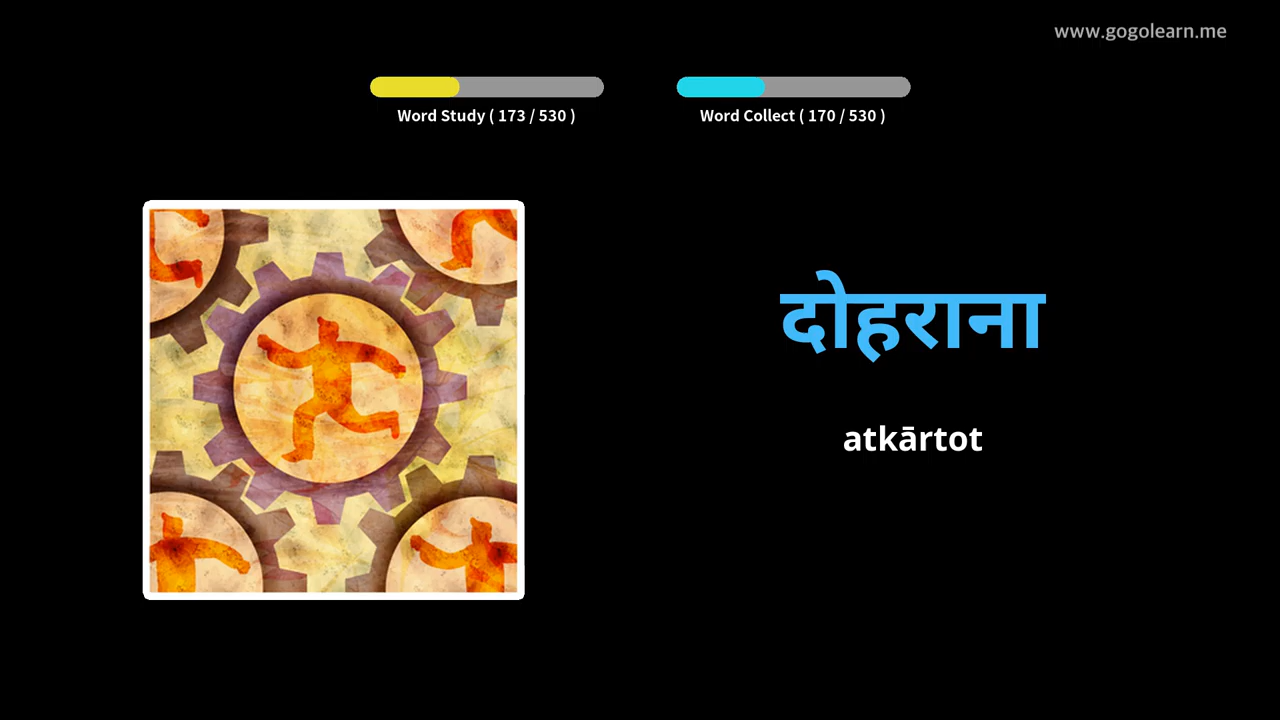 www.gogolearn.me
Word Study ( 173 / 530 )
Word Collect ( 170 / 530 )
दोहराना
atkārtot